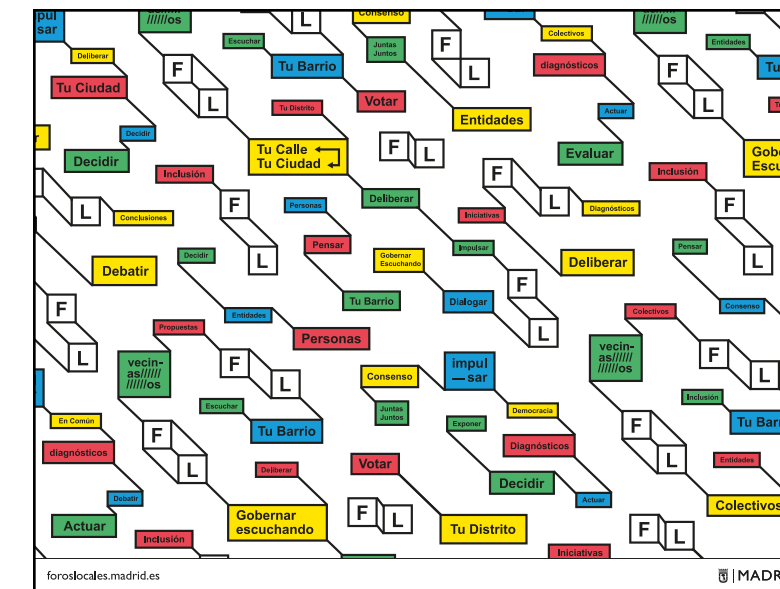 pul
sar
//////os
L
Consenso
Colectivos
//////os
Escuchar
Juntas
Juntos
F
Entidades
Deliberar
F
Tu Barrio
diagnósticos
F
Tu
Tu Ciudad
L
Tu Distrito
Votar
L
Actuar
L
Entidades
Decidir
Tu Calle
Tu Ciudad
F
L
Evaluar
Decidir
Inclusión
F
Inclusión
Deliberar
L
Personas
F
L
Diagnósticos
F
L
Conclusiones
Iniciativas
Pensar
Impulsar
Pensar
L
Decidir
Gobernar
Escuchando
Deliberar
L
Debatir
F
Tu Barrio
Dialogar
Consenso
F
Entidades
Colectivos
Propuestas
Personas
L
L
vecin-
as//////
//////os
F
impul
—sar
vecin-
as//////
//////os
F
L
Consenso
L
Escuchar
Juntas
Juntos
Democracia
Inclusión
En Común
F
Tu Barrio
Exponer
F
Tu Bar
diagnósticos
Diagnósticos
L
Deliberar
Votar
L
Entidades
Debatir
Decidir
Actuar
Colectivos
Actuar
Gobernar
escuchando
F
L
Tu Distrito
F
L
Inclusión
Iniciativas
foroslocales.madrid.es
MADR